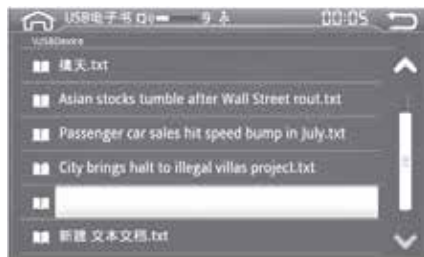 USB电子书 9 00:05
\USBDevice
天.txt
Asian stocks tumble after Wall Street rout.txt
Passenger car sales hit speed bump in July.txt
City brings halt to illegal villas project.txt
新建 文本文档.txt